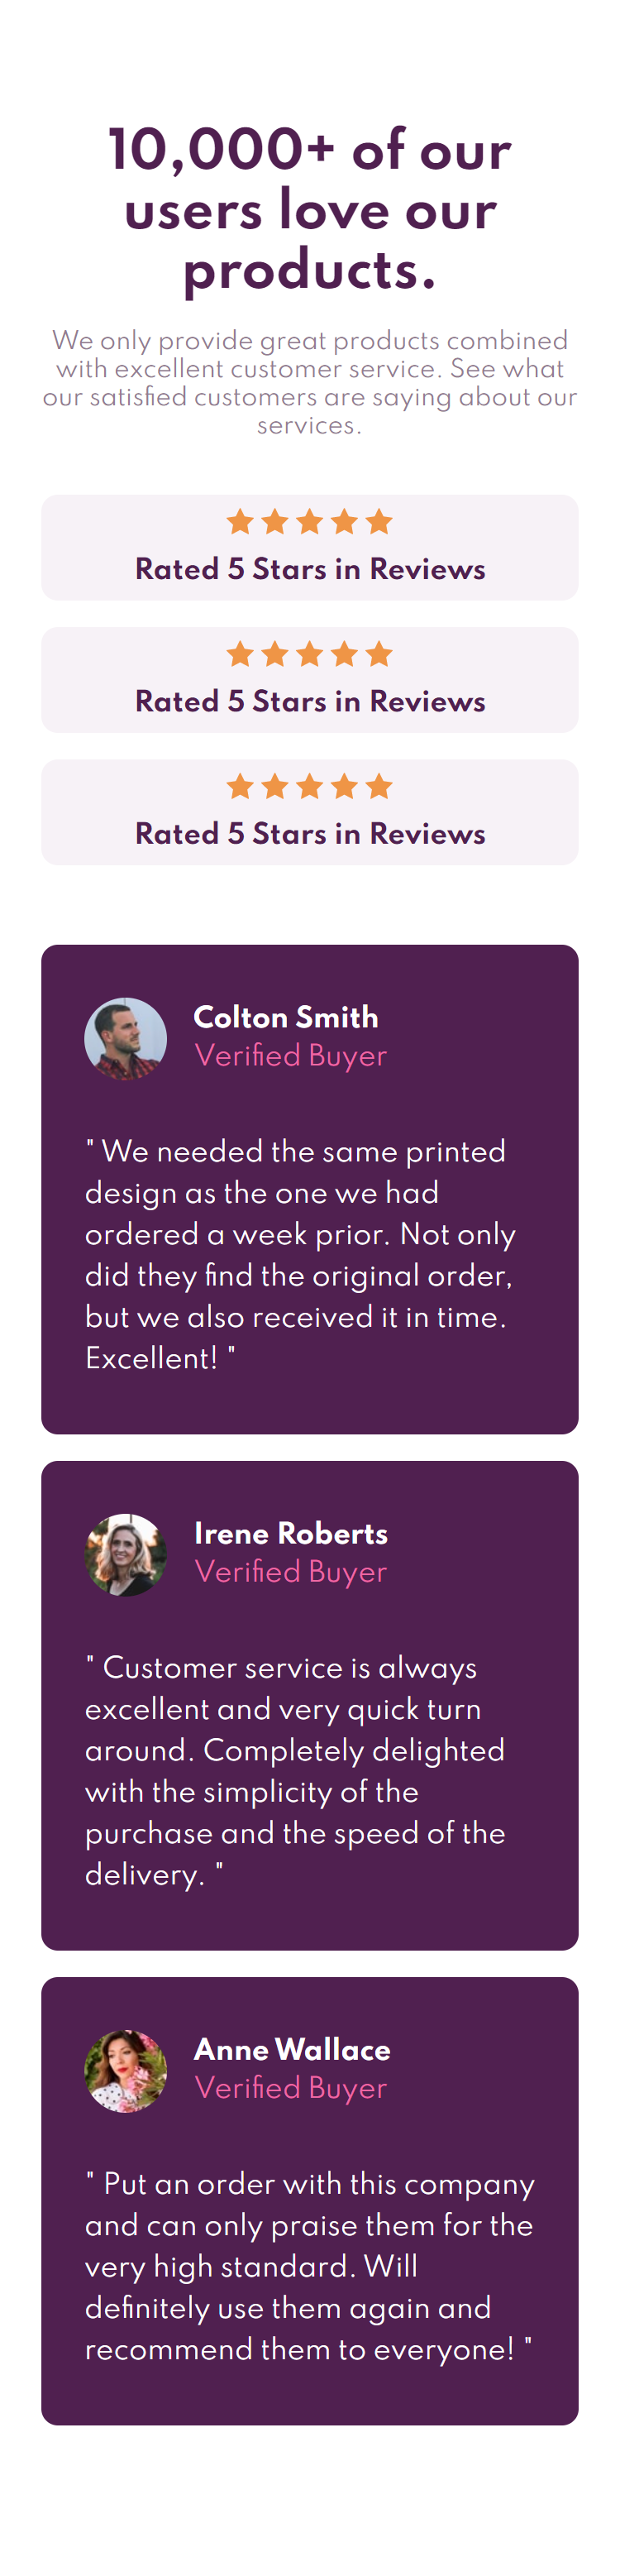 10,000+ of our
users love our
products.
We only provide great products combined
with excellent customer service. See what
our satisfied customers are saying about our
services.
Rated 5 Stars in Reviews
Rated 5 Stars in Reviews
Rated 5 Stars in Reviews
Colton Smith
Verified Buyer
" We needed the same printed
design as the one we had
ordered a week prior. Not only
did they find the original order,
but we also received it in time.
Excellent! "
Irene Roberts
Verified Buyer
" Customer service is always
excellent and very quick turn
around. Completely delighted
with the simplicity of the
purchase and the speed of the
delivery. "
Anne Wallace
Verified Buyer
" Put an order with this company
and can only praise them for the
very high standard. Will
definitely use them again and
recommend them to everyone! "